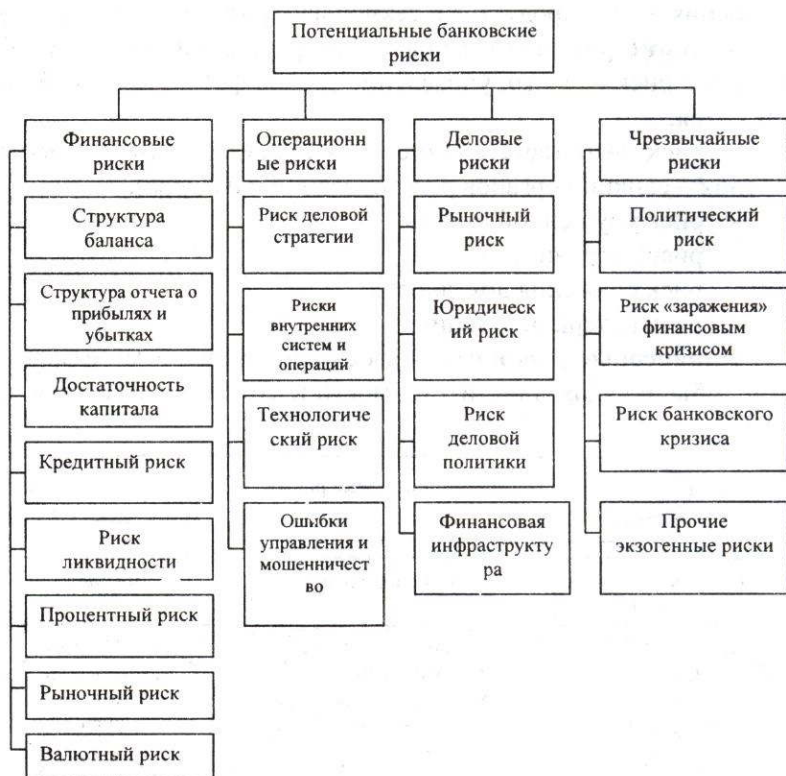 Потенциальные банковские
риски
Финансовые
риски
Структура
баланса
Структура отчета о
прибылях и
убытках
Достаточность
капитала
Кредитный риск
Риск
ликвидности
Процентный риск
Рыночный риск
Валютный риск
Операционн
ые риски
Риск деловой
стратегии
Риски
внутренних
систем и
операций
Технологиче
ский риск
Ошибки
управления и
мошенничест
во
Деловые
риски
Рыночный
риск
Юридическ
ий риск
Риск
деловой
политики
Финансовая
инфраструкту
ра
Чрезвычайные
риски
Политический
риск
Риск «заражения»
финансовым
кризисом
Риск банковского
кризиса
Прочие
экзогенные риски